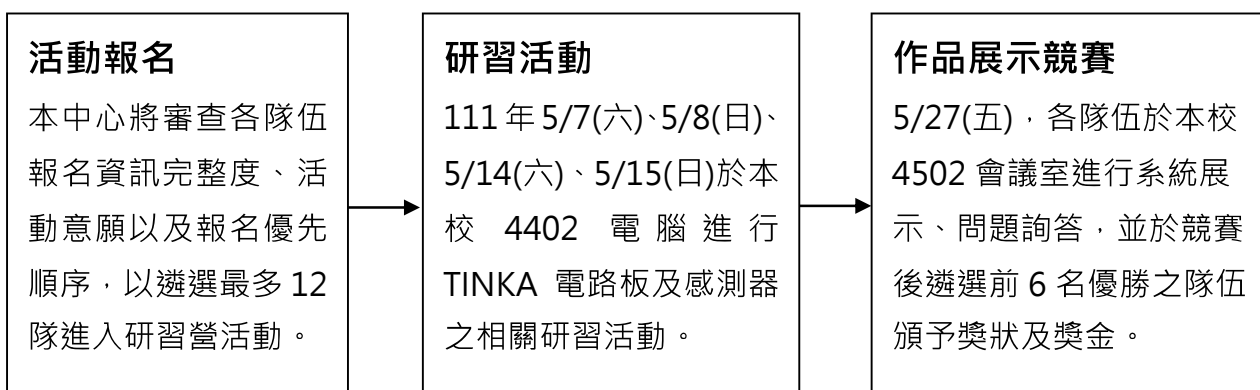 活動報名
本中心將審查各隊伍
報名資訊完整度、活
動意願以及報名優先
順序，以遴選最多 12
隊進入研習營活動。
研習活動
111 年 5/7(六)、5/8(日)、
5/14(六)、5/15(日)於本
校 4402 電腦進行
TINKA 電路板及感測器
之相關研習活動。
作品展示競賽
5/27(五)，各隊伍於本校
4502 會議室進行系統展
示、問題詢答，並於競賽
後遴選前 6 名優勝之隊伍
頒予獎狀及獎金。